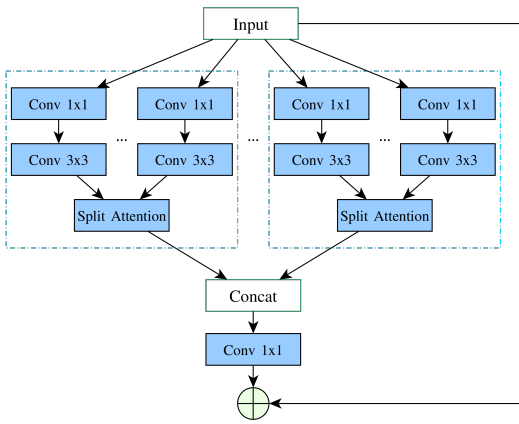 Input
Conv 1x1
Conv 1x1
Conv 1x1
Conv 1x1
...
...
...
Conv 3x3
Conv 3x3
Conv 3x3
Conv 3x3
Split Attention
Split Attention
Concat
Conv 1x1